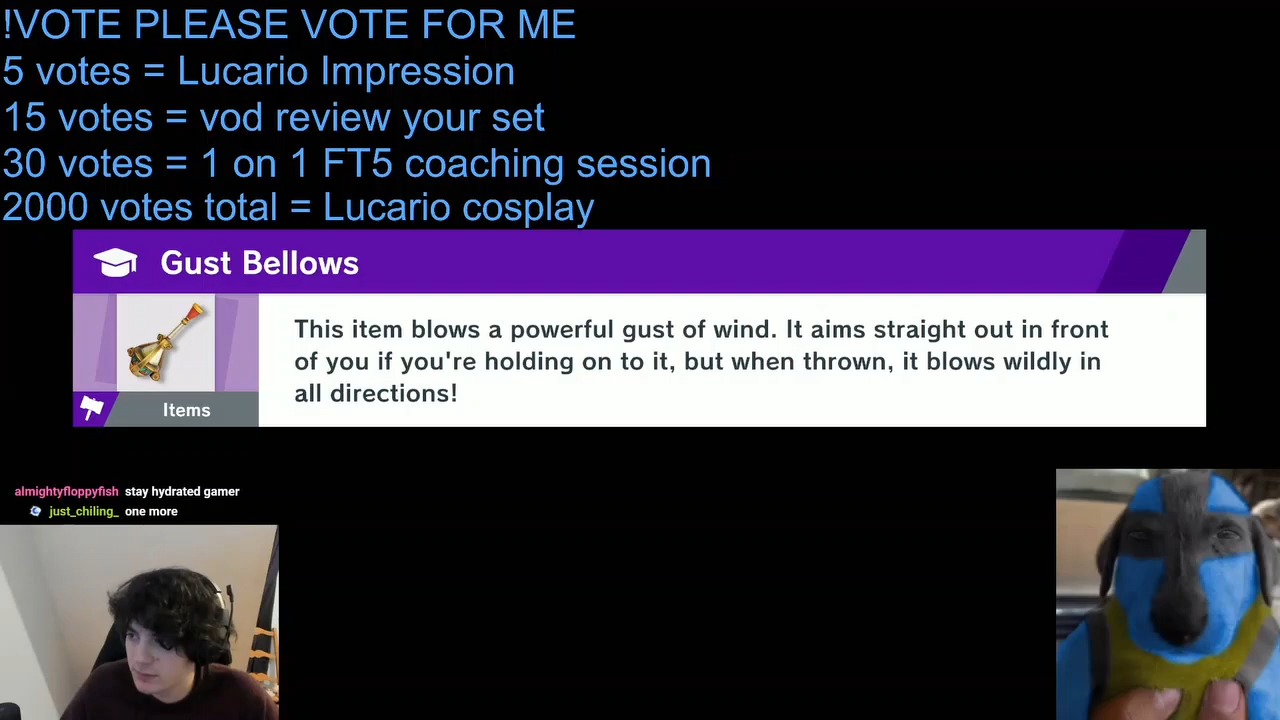 !VOTE PLEASE VOTE FOR ME
5 votes = Lucario Impression
15 votes = vod review your set
30 votes = 1 on 1 FT5 coaching session
2000 votes total = Lucario cosplay
Gust Bellows
This item blows a powerful gust of wind. It aims straight out in front
of you if you're holding on to it, but when thrown, it blows wildly in
all directions!
Items
almightyfloppyfish stay hydrated gamer
just_chiling_ one more